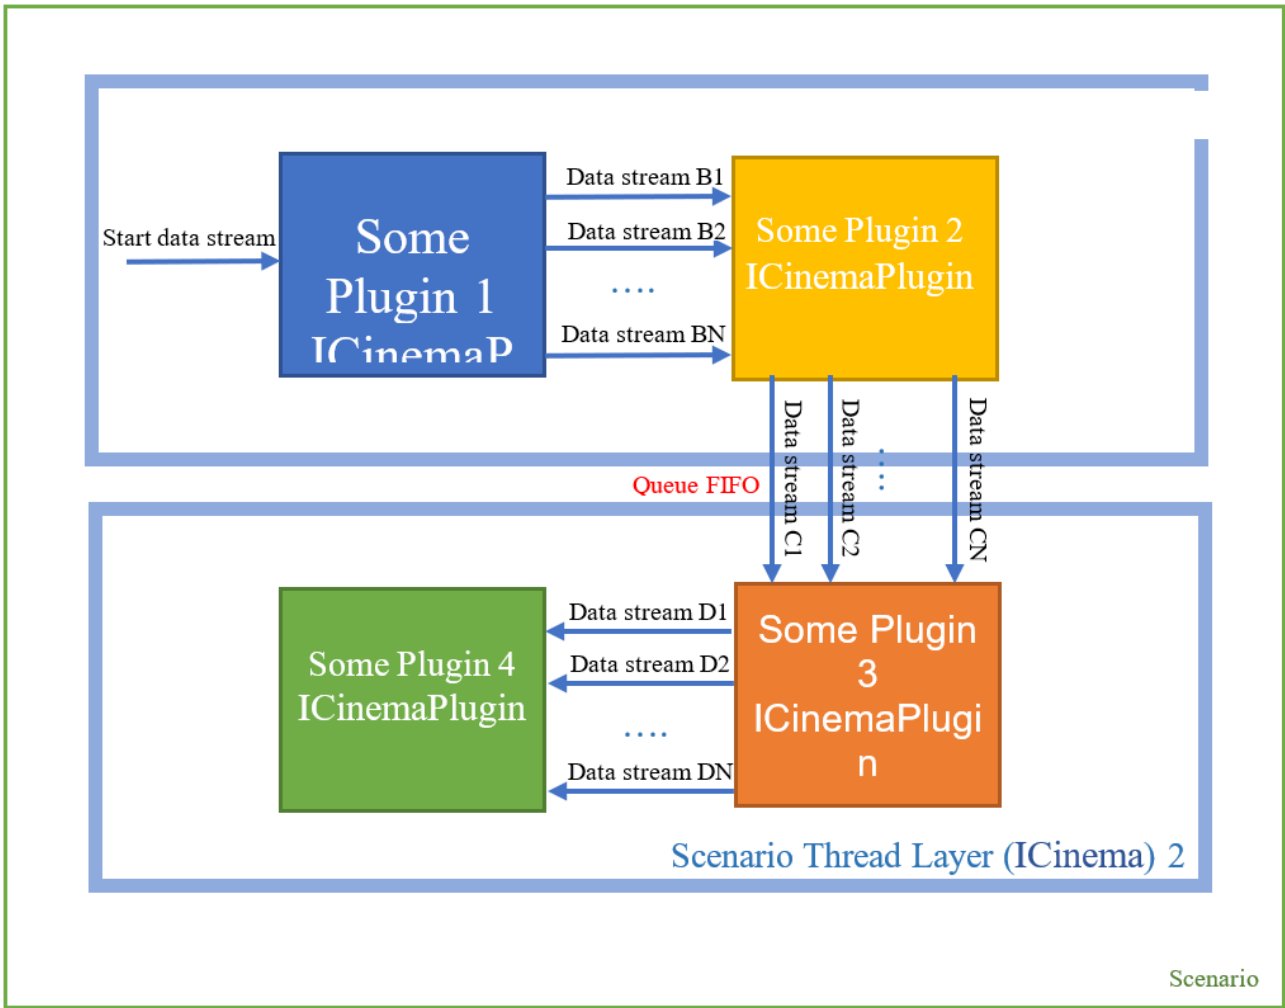 Start data stream
Some
Plugin 1
ICinemaP
Data stream B1
Data stream B2
....
Data stream BN
Some Plugin 2
ICinemaPlugin
Queue FIFO
Data stream C1
Data stream C2
....
Data stream CN
Some Plugin 4
ICinemaPlugin
Data stream D1
Data stream D2
....
Data stream DN
Some Plugin
3
ICinemaPlugi
n
Scenario Thread Layer (ICinema) 2
Scenario